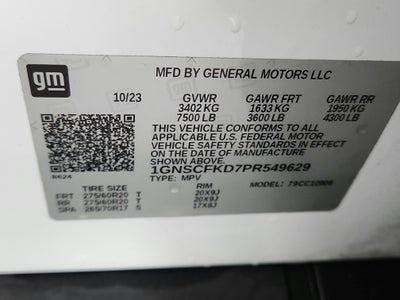 gm
MFD BY GENERAL MOTORS LLC
10/23 GVWR GAWR FRT GAWR RR
3402 KG 1633 KG 1950 KG
7500 LB 3600 LB 4300 LB
THIS VEHICLE CONFORMS TO ALL
APPLICABLE U.S. FEDERAL MOTOR
VEHICLE SAFETY STANDARDS IN EFFECT
ON THE DATE OF MANUFACTURE SHOWN ABOVE.
1GNSCFKD7PR549629
TYPE: MPV MODEL: 79CC10906
8624
TIRE SIZE RIM
FRT 275/60R20 T 20X9J
RR 275/60R20 T 20X9J
SPA 265/70R17 S 17X8J